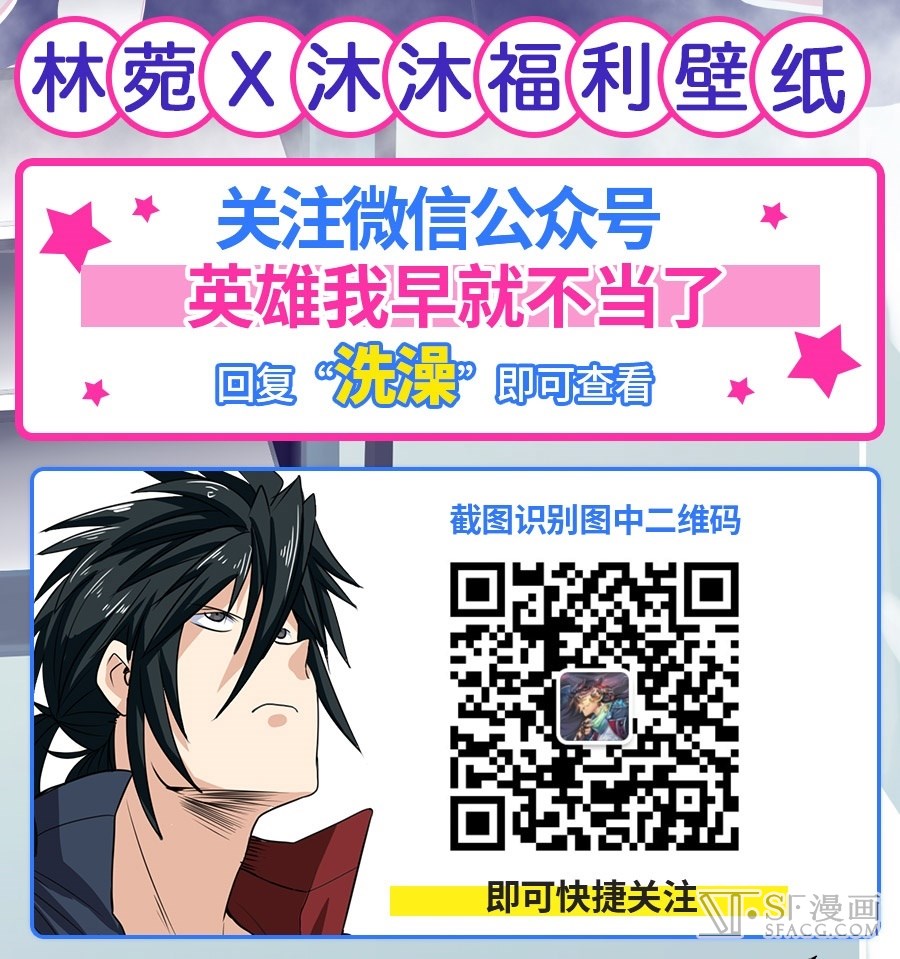 林菀X沐沐福利壁纸
关注微信公众号
英雄我早就不当了
回复“洗澡”即可查看
截图识别图中二维码
即可快捷关注
SF漫画
SFACG.COM